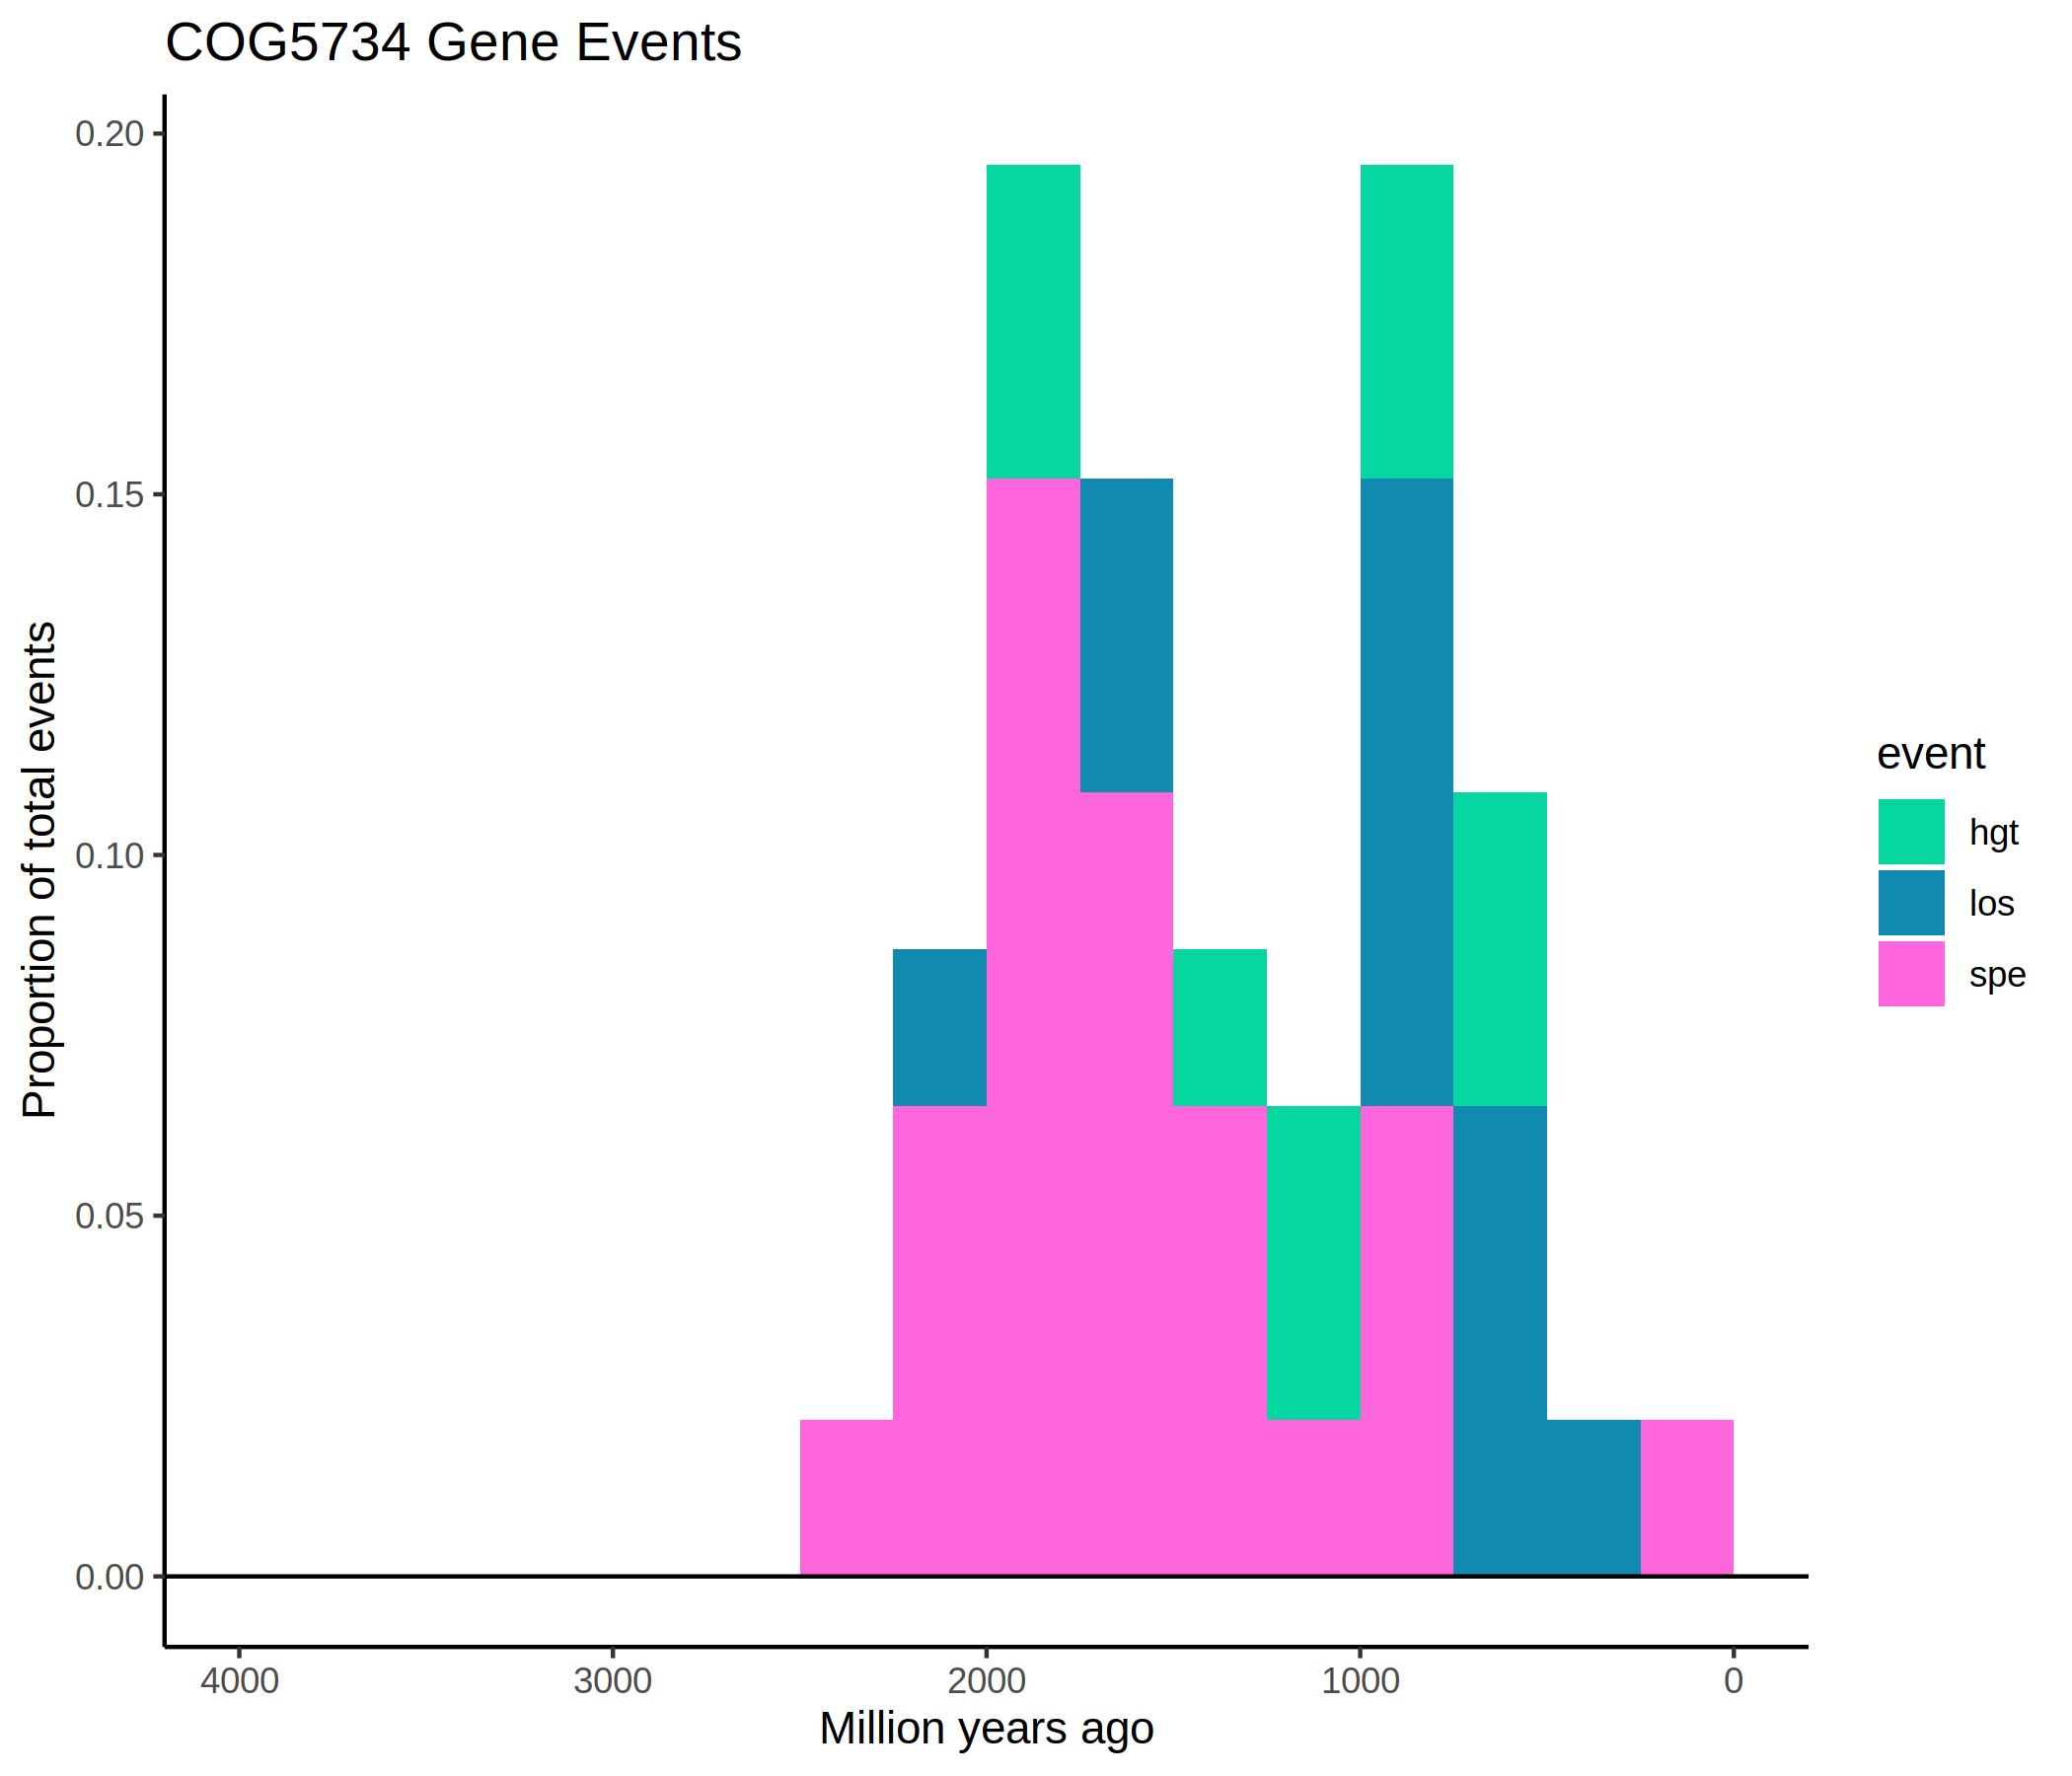 COG5734 Gene Events
Proportion of total events
0.20
0.15
0.10
0.05
0.00
4000 3000 2000 1000 0
Million years ago
event
hgt
los
spe